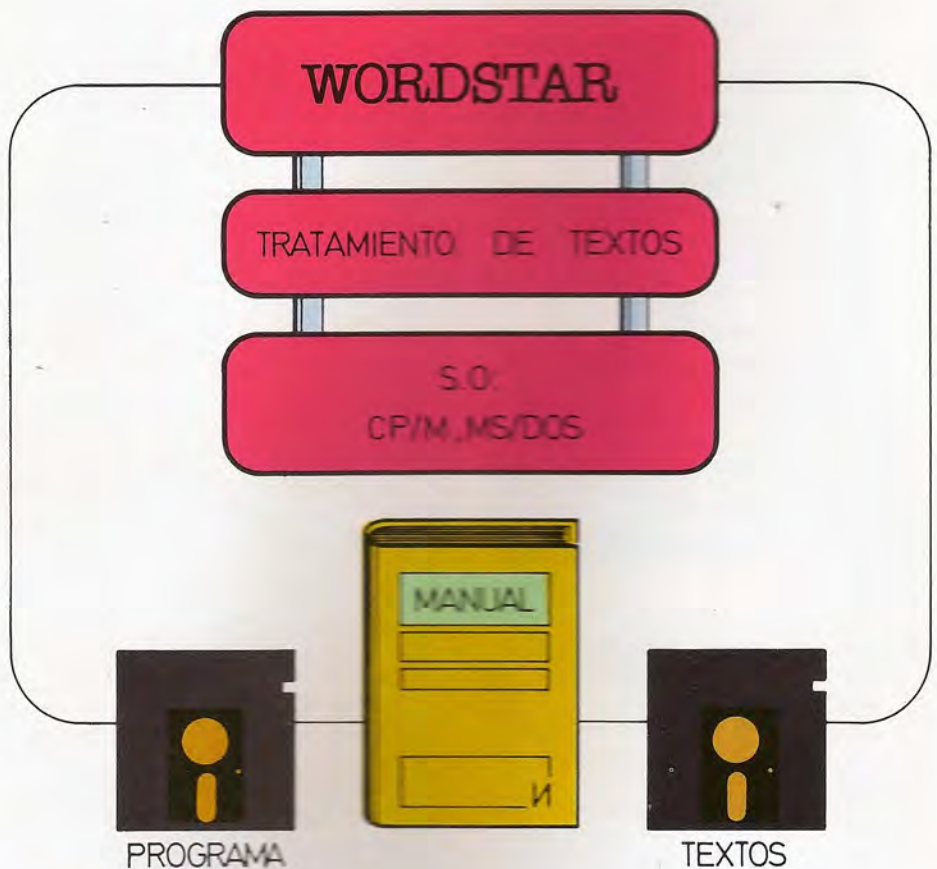 WORDSTAR
TRATAMIENTO DE TEXTOS
S.O:
CP/M.,MS/DOS
MANUAL
PROGRAMA
TEXTOS